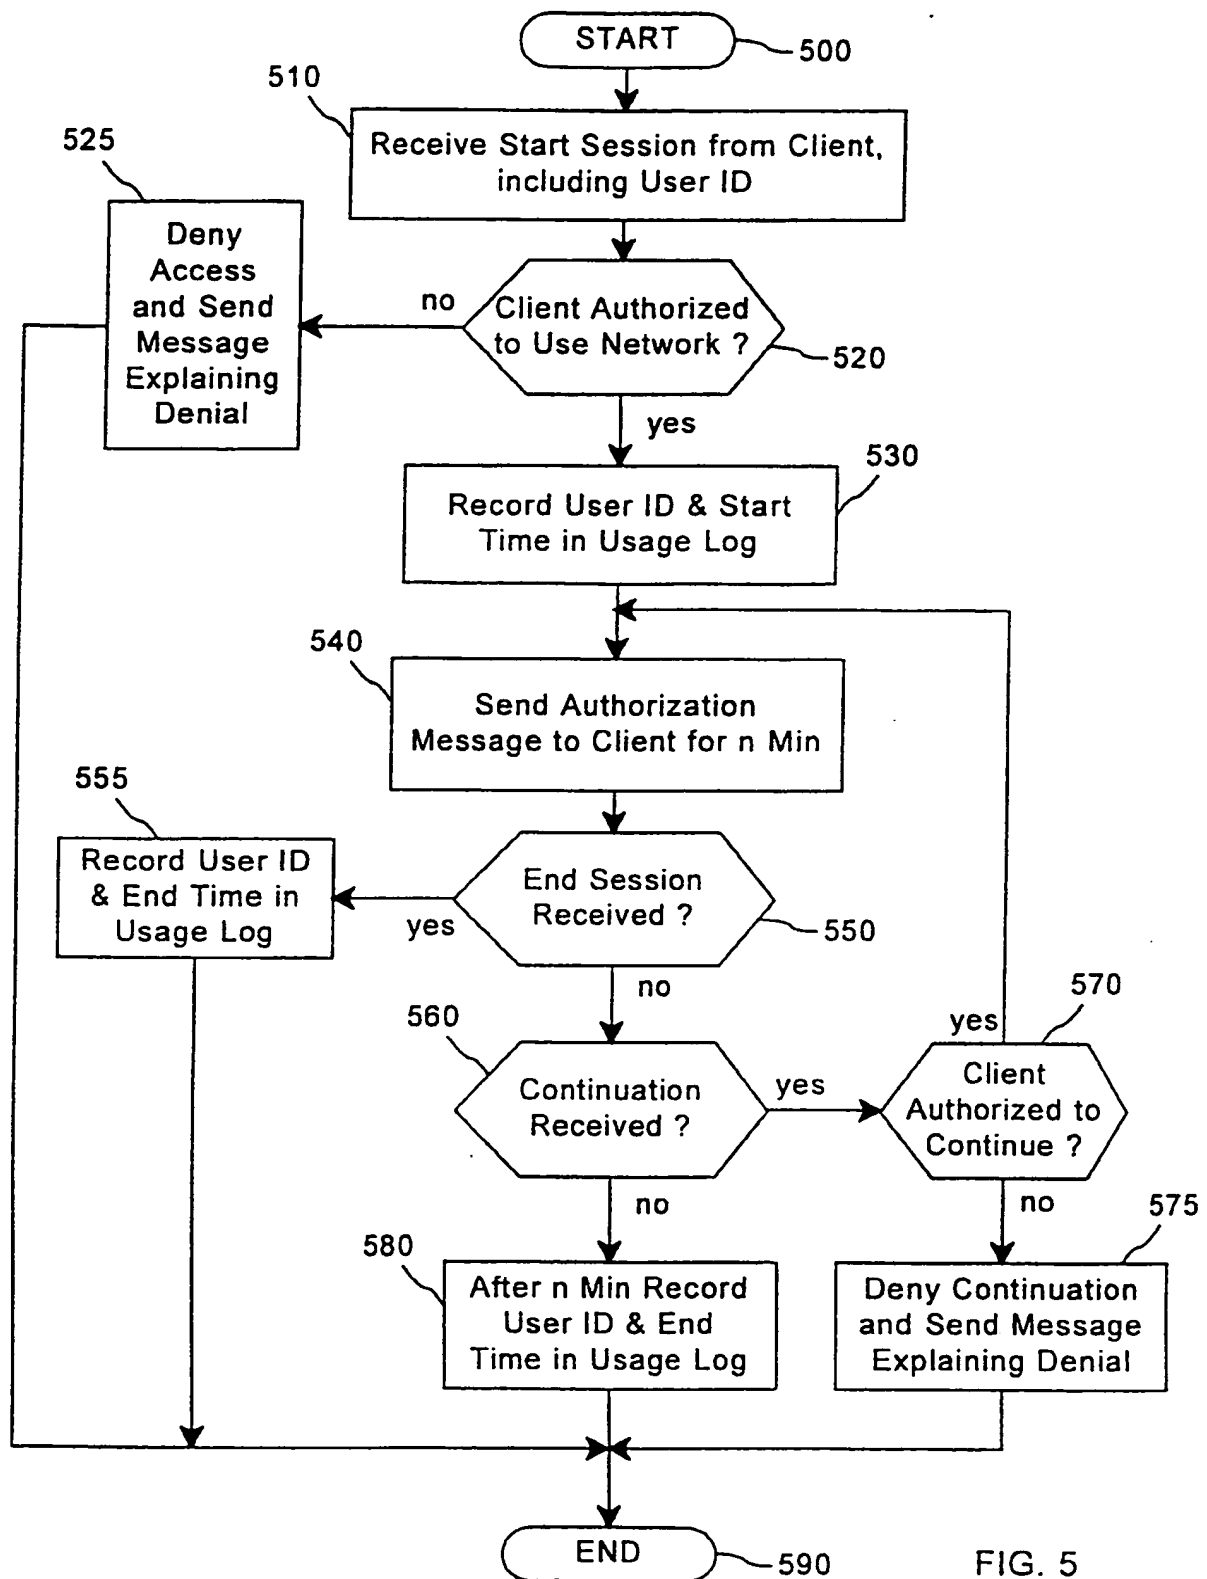 START
500
510
Receive Start Session from Client,
including User ID
525
Deny
Access
and Send
Message
Explaining
Denial
no
Client Authorized
to Use Network ?
520
yes
530
Record User ID & Start
Time in Usage Log
540
Send Authorization
Message to Client for n Min
555
Record User ID
& End Time in
Usage Log
yes
End Session
Received ?
550
no
560
Continuation
Received ?
yes
yes
570
Client
Authorized to
Continue ?
no
no
575
580
After n Min Record
User ID & End
Time in Usage Log
Deny Continuation
and Send Message
Explaining Denial
END
590
FIG. 5